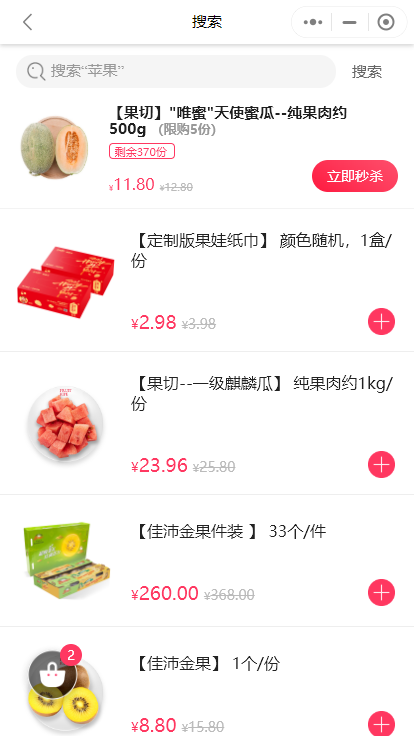 搜索
搜索“苹果”
搜索
【果切】"唯蜜"天使蜜瓜--纯果肉约
500g （限购5份）
剩余370份
¥11.80 ¥12.80
立即秒杀
【定制版果娃纸巾】 颜色随机，1盒/
份
¥2.98 ¥3.98
【果切--一级麒麟瓜】 纯果肉约1kg/
份
¥23.96 ¥25.80
【佳沛金果件装 】 33个/件
¥260.00 ¥368.00
2
【佳沛金果】 1个/份
¥8.80 ¥15.80